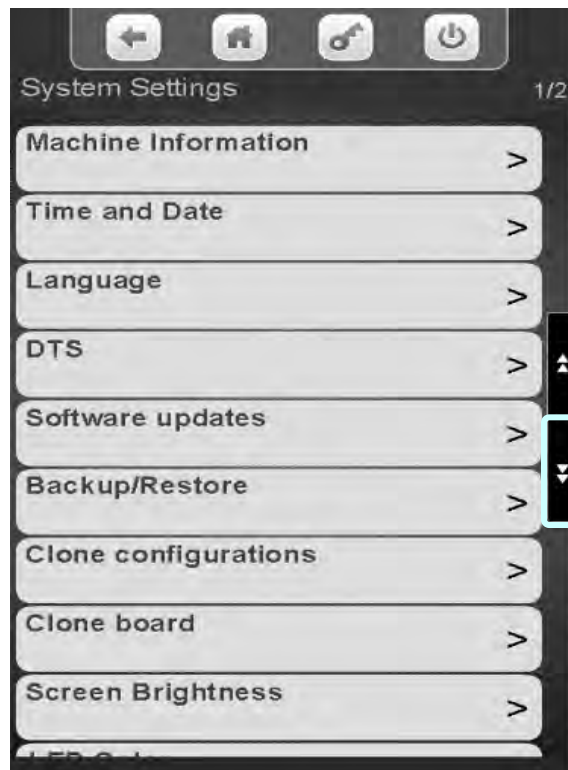 System Settings
1/2
Machine Information
>
Time and Date
>
Language
>
DTS
>
Software updates
>
Backup/Restore
>
Clone configurations
>
Clone board
>
Screen Brightness
>